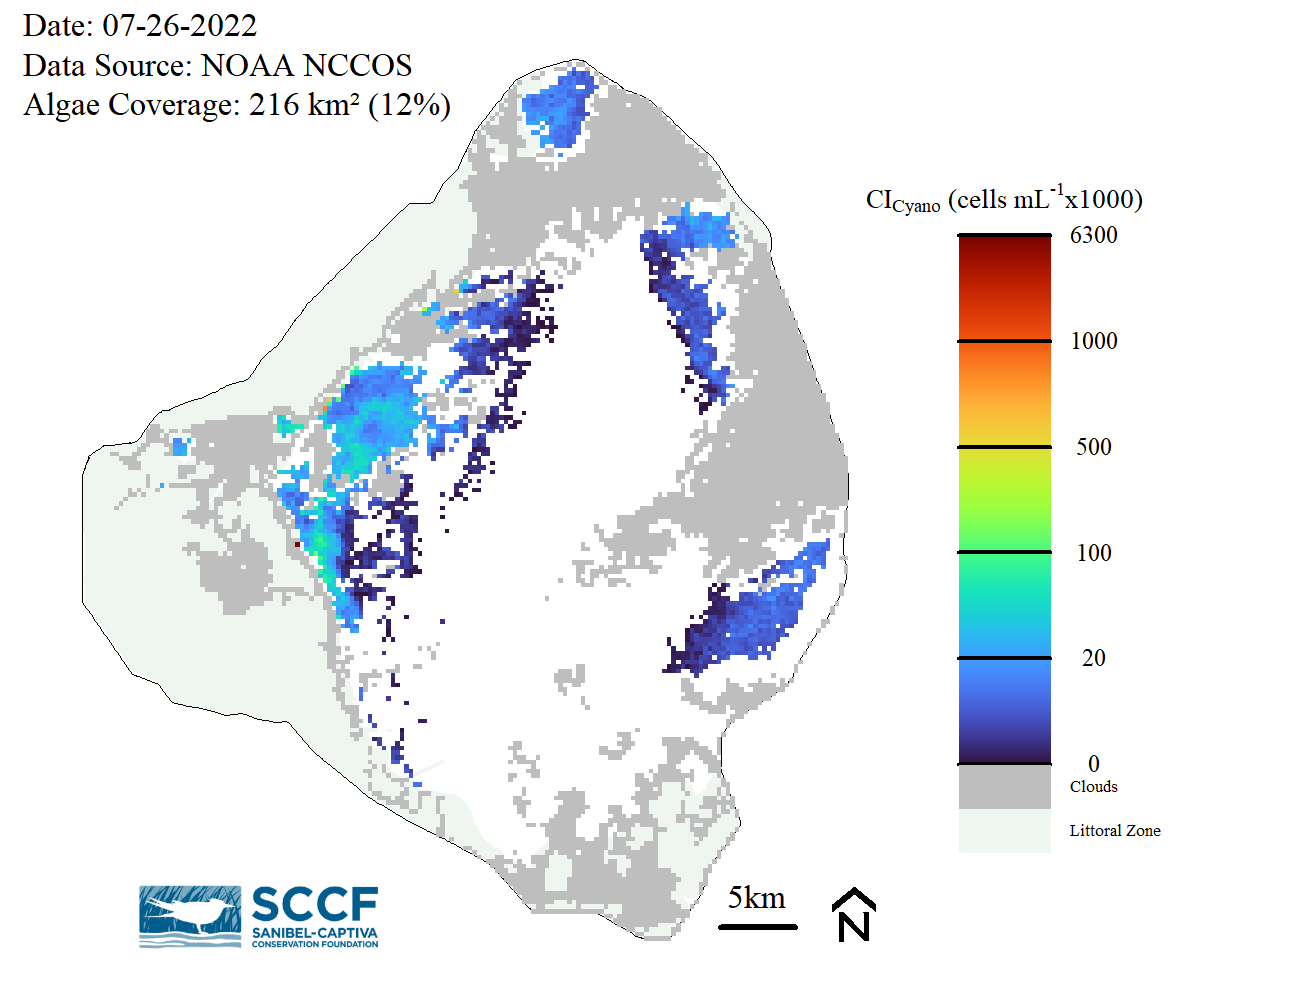 Date: 07-26-2022
Data Source: NOAA NCCOS
Algae Coverage: 216 km² (12%)
CICyano (cells mL-1x1000)
6300
1000
500
100
20
0
Clouds
Littoral Zone
5km
N
SCCF
SANIBEL-CAPTIVA
CONSERVATION FOUNDATION